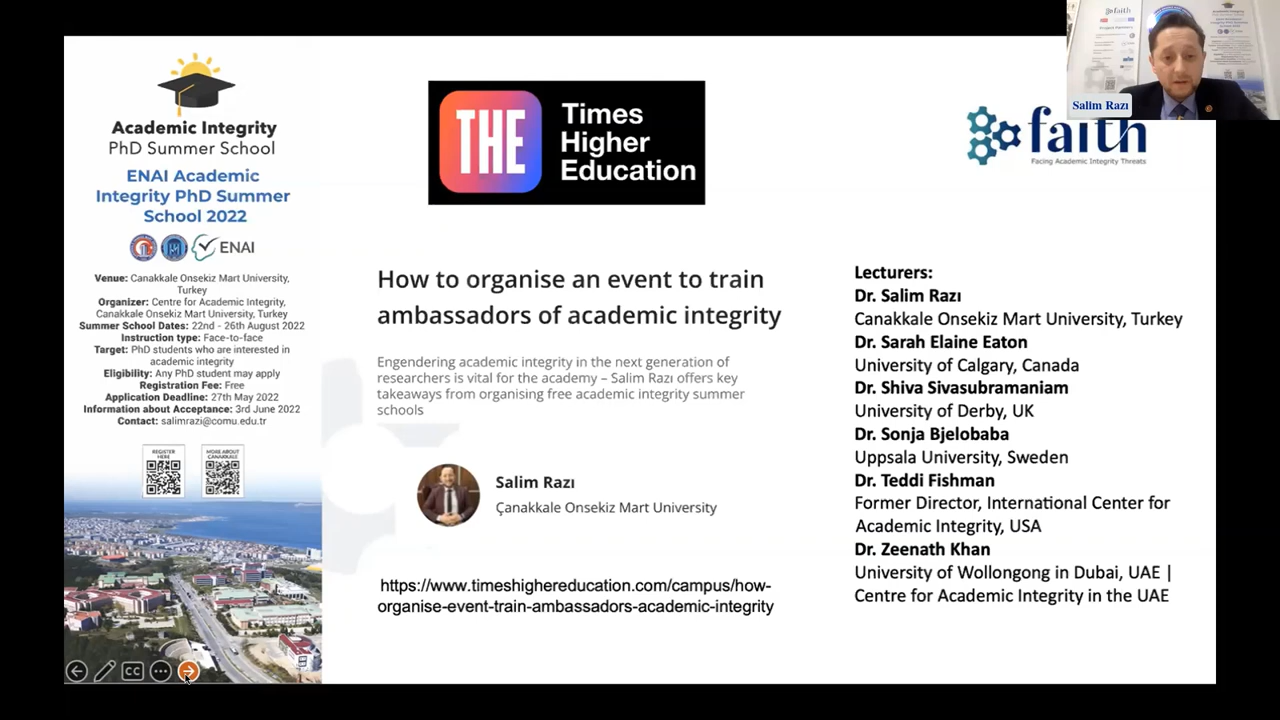 Academic Integrity
PhD Summer School
ENAI Academic
Integrity PhD Summer
School 2022
ENAI
Venue: Canakkale Onsekiz Mart University,
Turkey
Organizer: Centre for Academic Integrity,
Canakkale Onsekiz Mart University, Turkey
Summer School Dates: 22nd - 26th August 2022
Instruction type: Face-to-face
Target: PhD students who are interested in
academic integrity
Eligibility: Any PhD student may apply
Registration Fee: Free
Application Deadline: 27th May 2022
Information about Acceptance: 3rd June 2022
Contact: salimrazi@comu.edu.tr
REGISTER
HERE
MORE ABOUT
CANAKKALE
CC
THE
Times
Higher
Education
How to organise an event to train
ambassadors of academic integrity
Engendering academic integrity in the next generation of
researchers is vital for the academy – Salim Razı offers key
takeaways from organising free academic integrity summer
schools
Salim Razı
Çanakkale Onsekiz Mart University
https://www.timeshighereducation.com/campus/how-
organise-event-train-ambassadors-academic-integrity
faith
Academic Integrity
PhD Summer School
Salim Razı
faith
Facing Academic Integrity Threats
Lecturers:
Dr. Salim Razı
Canakkale Onsekiz Mart University, Turkey
Dr. Sarah Elaine Eaton
University of Calgary, Canada
Dr. Shiva Sivasubramaniam
University of Derby, UK
Dr. Sonja Bjelobaba
Uppsala University, Sweden
Dr. Teddi Fishman
Former Director, International Center for
Academic Integrity, USA
Dr. Zeenath Khan
University of Wollongong in Dubai, UAE |
Centre for Academic Integrity in the UAE